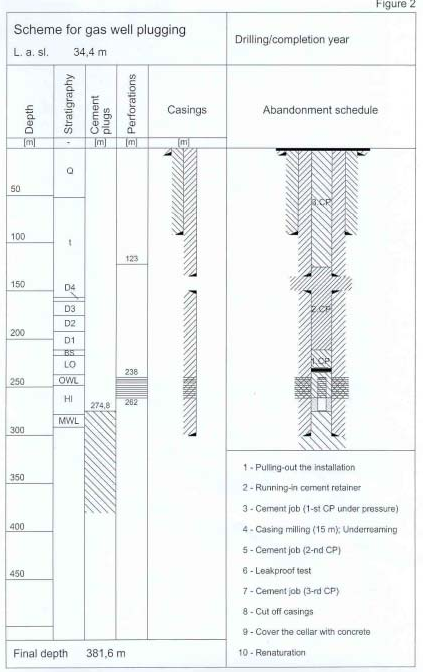 Figure 2
Scheme for gas well plugging
L. a. sl. 34,4 m
Drilling/completion year
Depth
Stratigraphy
Cement plugs
Perforations
Casings
Abandonment schedule
[m] - [m] [m] [m]
Q
50
3.CP
100
t
123
150
D4
D3
2.CP
D2
200
D1
BS
1.CP
LO
238
OWL
250
HI
262
274,8
MWL
300
350
400
450
1 - Pulling-out the installation
2 - Running-in cement retainer
3 - Cement job (1-st CP under pressure)
4 - Casing milling (15 m); Underreaming
5 - Cement job (2-nd CP)
6 - Leakproof test
7 - Cement job (3-rd CP)
8 - Cut off casings
9 - Cover the cellar with concrete
10 - Renaturation
Final depth 381,6 m